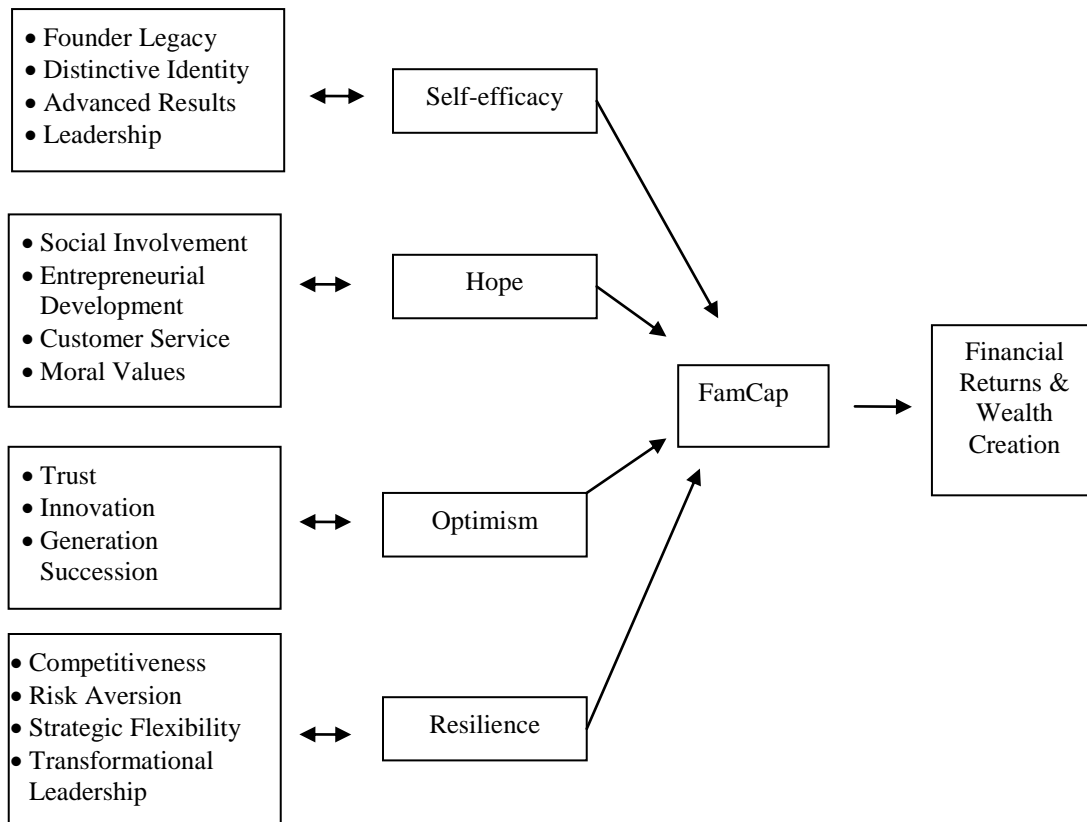 • Founder Legacy
• Distinctive Identity
• Advanced Results
• Leadership
Self-efficacy
• Social Involvement
• Entrepreneurial
Development
• Customer Service
• Moral Values
Hope
• Trust
• Innovation
• Generation
Succession
Optimism
• Competitiveness
• Risk Aversion
• Strategic Flexibility
• Transformational
Leadership
Resilience
FamCap
Financial
Returns &
Wealth
Creation